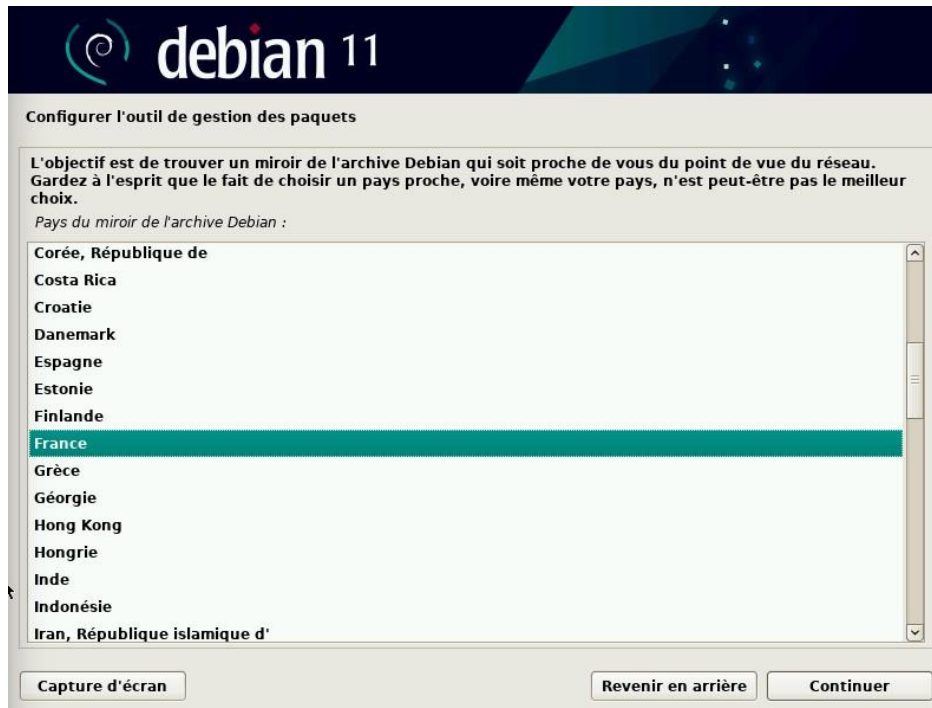 debian 11
Configurer l'outil de gestion des paquets
L'objectif est de trouver un miroir de l'archive Debian qui soit proche de vous du point de vue du réseau.
Gardez à l'esprit que le fait de choisir un pays proche, voire même votre pays, n'est peut-être pas le meilleur
choix.
Pays du miroir de l'archive Debian :
Corée, République de
Costa Rica
Croatie
Danemark
Espagne
Estonie
Finlande
France
Grèce
Géorgie
Hong Kong
Hongrie
Inde
Indonésie
Iran, République islamique d'
Capture d'écran
Revenir en arrière
Continuer